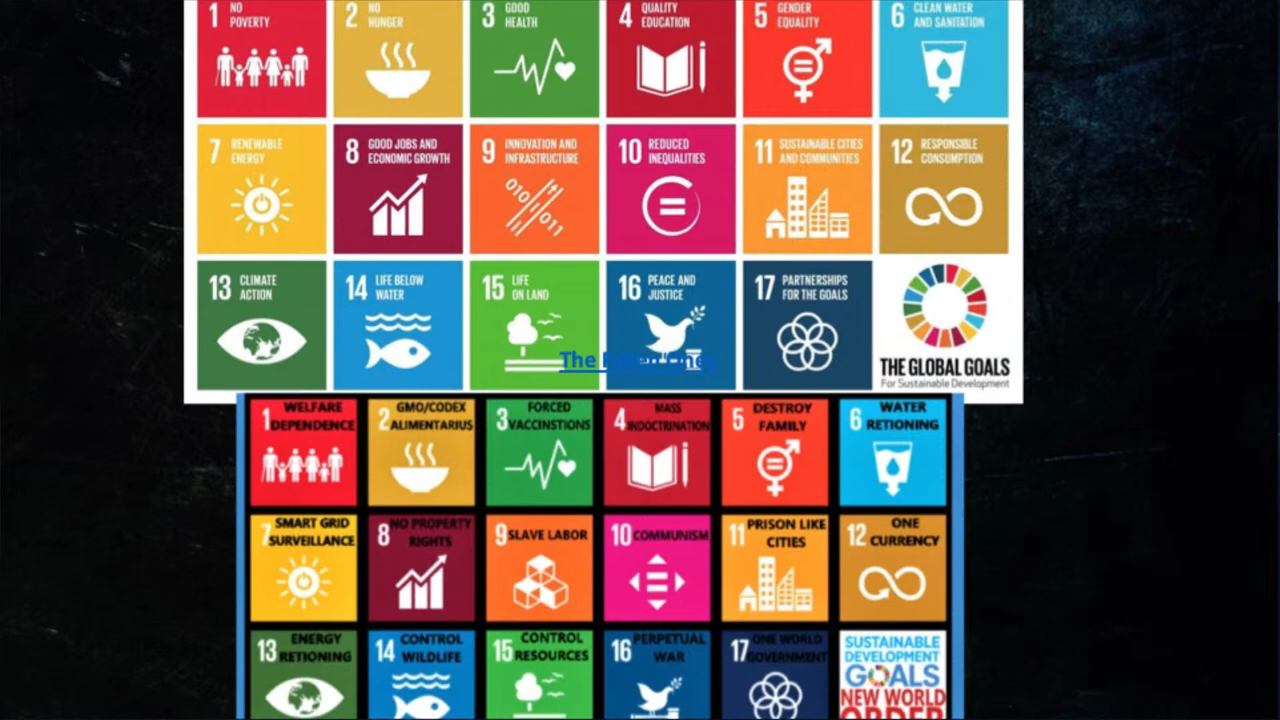 1 NO
POVERTY
2 NO
HUNGER
3 GOOD
HEALTH
4 QUALITY
EDUCATION
5 GENDER
EQUALITY
6 CLEAN WATER
AND SANITATION
7 RENEWABLE
ENERGY
8 GOOD JOBS AND
ECONOMIC GROWTH
9 INNOVATION AND
INFRASTRUCTURE
010
/011
10 REDUCED
INEQUALITIES
11 SUSTAINABLE CITIES
AND COMMUNITIES
12 RESPONSIBLE
CONSUMPTION
13 CLIMATE
ACTION
14 LIFE BELOW
WATER
15 LIFE
ON LAND
16 PEACE AND
JUSTICE
17 PARTNERSHIPS
FOR THE GOALS
THE GLOBAL GOALS
For Sustainable Development
The Fallen Ones
1 WELFARE
DEPENDENCE
2 GMO/CODEX
ALIMENTARIUS
3 FORCED
VACCINSTIONS
4 MASS
INDOCTRINATION
5 DESTROY
FAMILY
6 WATER
RETIONING
7 SMART GRID
SURVEILLANCE
8 NO PROPERTY
RIGHTS
9 SLAVE LABOR
10 COMMUNISM
11 PRISON LIKE
CITIES
12 ONE
CURRENCY
13 ENERGY
RETIONING
14 CONTROL
WILDLIFE
15 CONTROL
RESOURCES
16 PERPETUAL
WAR
17 ONE WORLD
GOVERNMENT
SUSTAINABLE
DEVELOPMENT
GOALS
NEW WORLD
ORDER